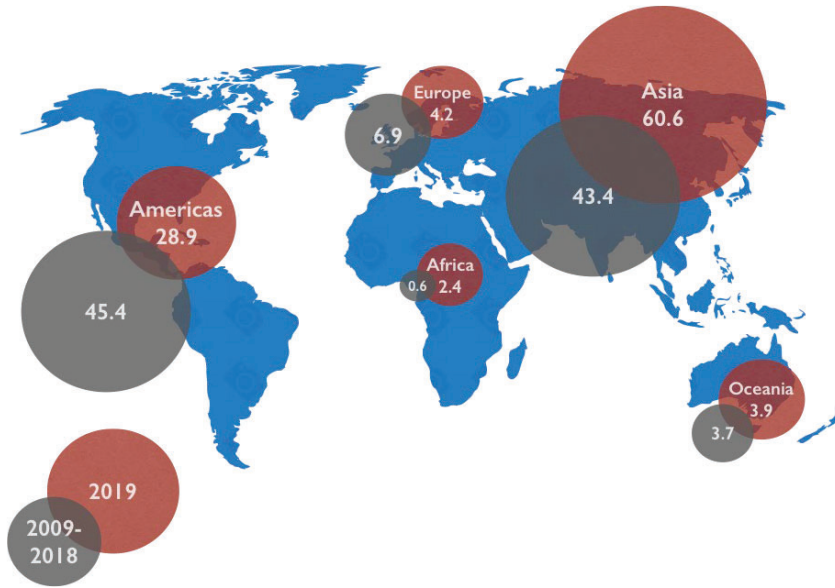 Europe
4.2
6.9
Asia
60.6
43.4
Americas
28.9
45.4
Africa
2.4
0.6
Oceania
3.9
3.7
2019
2009-
2018